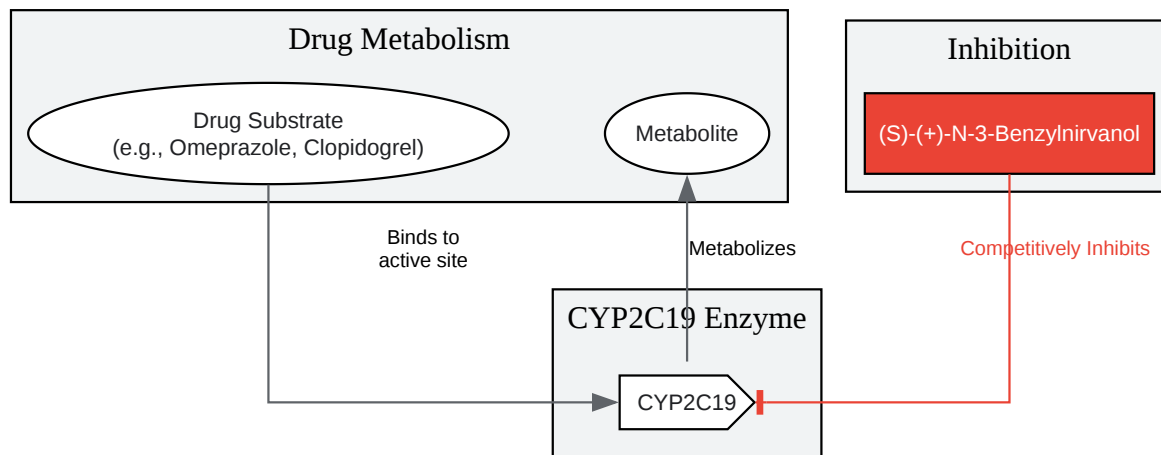 Drug Metabolism
Drug Substrate
(e.g., Omeprazole, Clopidogrel)
Metabolite
Inhibition
(S)-(+)-N-3-Benzylnirvanol
Binds to
active site
Metabolizes
Competitively Inhibits
CYP2C19 Enzyme
CYP2C19